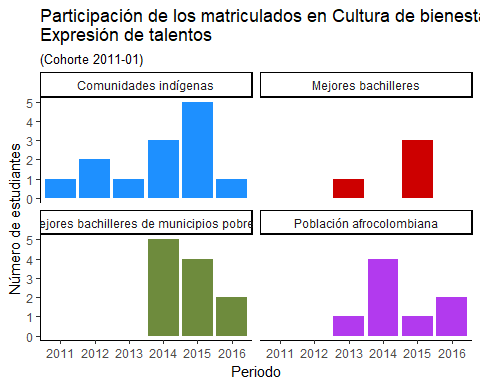 Participación de los matriculados en Cultura de bienesta
Expresión de talentos
(Cohorte 2011-01)
Comunidades indígenas
Mejores bachilleres
5
4
3
2
1
0
Número de estudiantes
ejores bachilleres de municipios pobre
Población afrocolombiana
5
4
3
2
1
0
2011 2012 2013 2014 2015 2016
2011 2012 2013 2014 2015 2016
Periodo